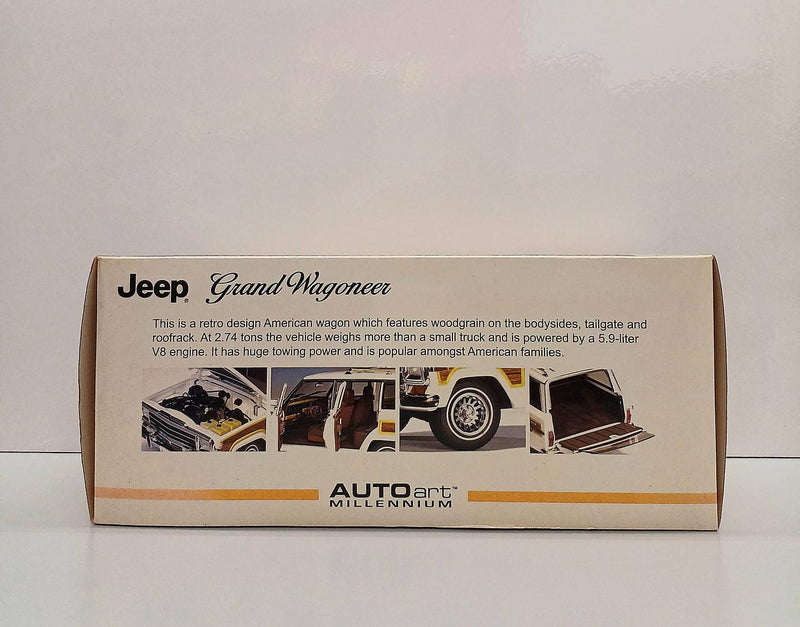 Jeep® Grand Wagoneer
This is a retro design American wagon which features woodgrain on the bodysides, tailgate and
roofrack. At 2.74 tons the vehicle weighs more than a small truck and is powered by a 5.9-liter
V8 engine. It has huge towing power and is popular amongst American families.
AUTOart™
MILLENNIUM